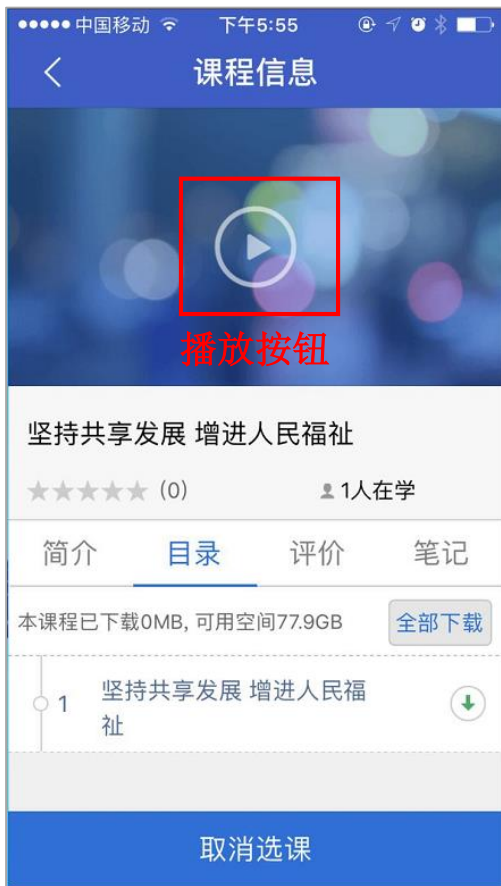 中国移动 下午5:55
课程信息
播放按钮
坚持共享发展 增进人民福祉
(0) 1人在学
简介 目录 评价 笔记
本课程已下载0MB, 可用空间77.9GB 全部下载
1 坚持共享发展 增进人民福
祉
取消选课